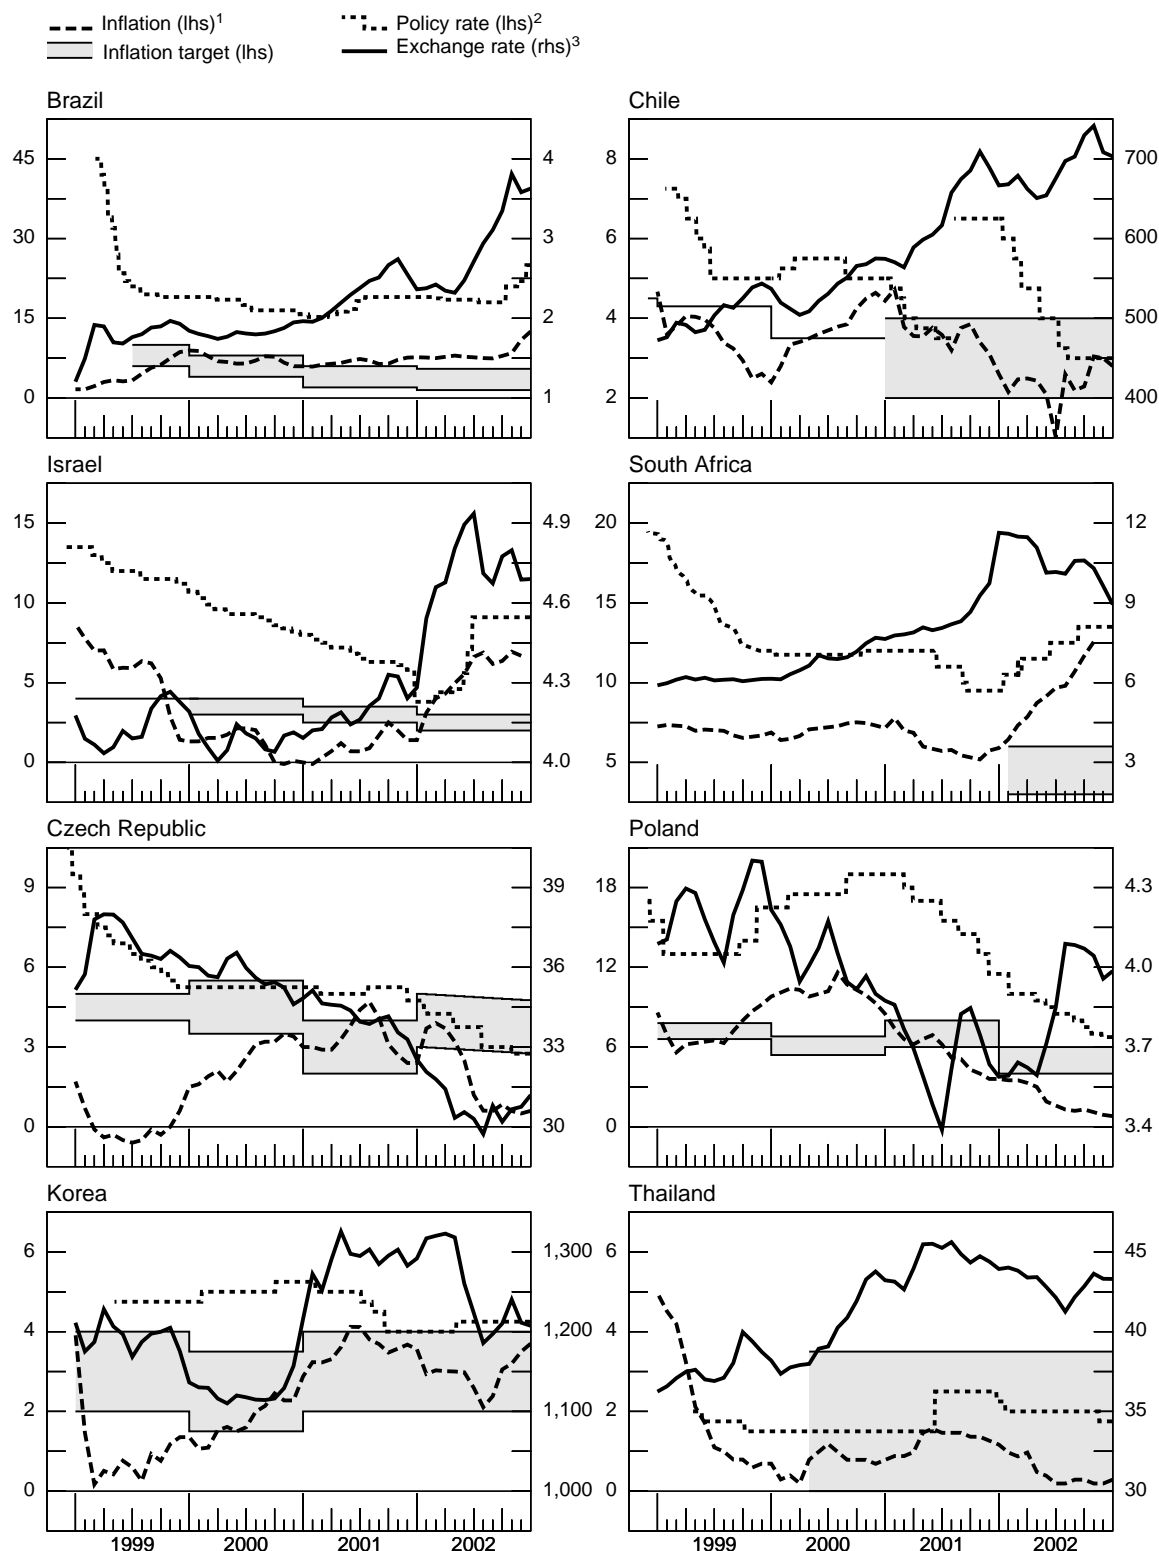 Inflation (lhs)1 Policy rate (lhs)2
Inflation target (lhs) Exchange rate (rhs)3
Brazil Chile
45 4 8 700
30 3 6 600
15 2 4 500
0 1 2 400
Israel South Africa
15 4.9 20 12
10 4.6 15 9
5 4.3 10 6
0 4.0 5 3
Czech Republic Poland
9 39 18 4.3
6 36 12 4.0
3 33 6 3.7
0 30 0 3.4
Korea Thailand
6 1,300 6 45
4 1,200 4 40
2 1,100 2 35
0 1,000 0 30
1999 2000 2001 2002 1999 2000 2001 2002